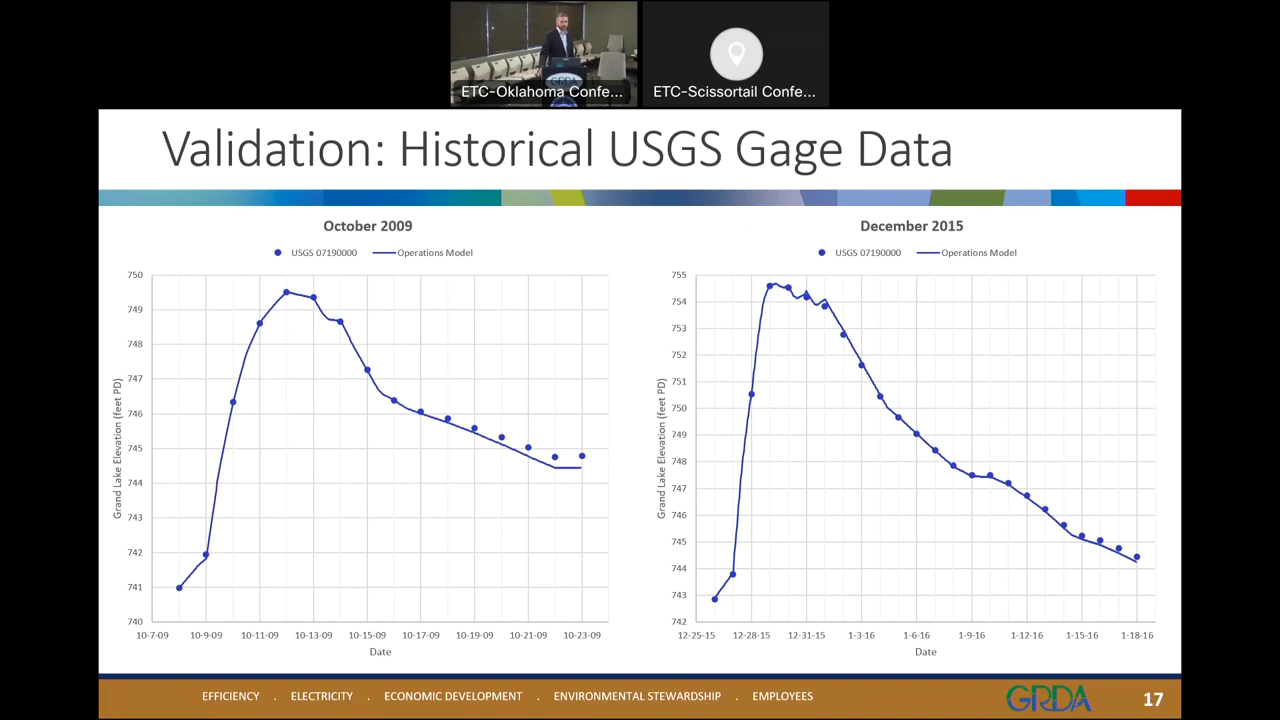 GRDA
ETC-Oklahoma Confe...
ETC-Scissortail Confe...
Validation: Historical USGS Gage Data
October 2009
USGS 07190000
Operations Model
750
749
748
747
746
745
744
743
742
741
740
Grand Lake Elevation (feet PD)
10-7-09 10-9-09 10-11-09 10-13-09 10-15-09 10-17-09 10-19-09 10-21-09 10-23-09
Date
December 2015
USGS 07190000
Operations Model
755
754
753
752
751
750
749
748
747
746
745
744
743
742
Grand Lake Elevation (feet PD)
12-25-15 12-28-15 12-31-15 1-3-16 1-6-16 1-9-16 1-12-16 1-15-16 1-18-16
Date
EFFICIENCY . ELECTRICITY . ECONOMIC DEVELOPMENT . ENVIRONMENTAL STEWARDSHIP . EMPLOYEES
GRDA
17